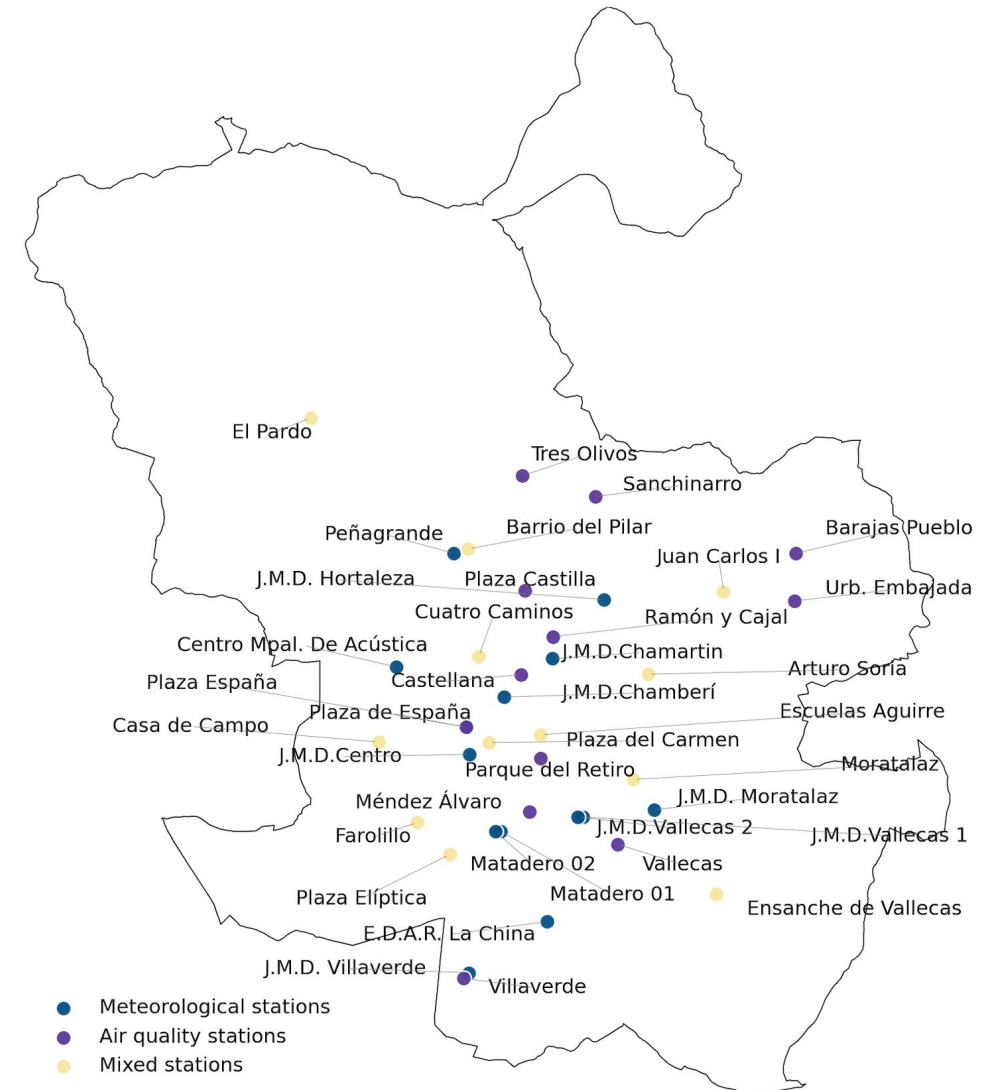 El Pardo
Tres Olivos
Sanchinarro
Peñagrande
Barrio del Pilar
Barajas Pueblo
Juan Carlos I
J.M.D. Hortaleza
Plaza Castilla
Urb. Embajada
Cuatro Caminos
Ramón y Cajal
Centro Mpal. De Acústica
J.M.D.Chamartin
Arturo Soria
Castellana
Plaza España
J.M.D.Chamberí
Plaza de España
Escuelas Aguirre
Casa de Campo
Plaza del Carmen
J.M.D.Centro
Moratalaz
Parque del Retiro
J.M.D. Moratalaz
Méndez Álvaro
J.M.D.Vallecas 2
Farolillo
J.M.D.Vallecas 1
Matadero 02
Vallecas
Matadero 01
Plaza Elíptica
Ensanche de Vallecas
E.D.A.R. La China
J.M.D. Villaverde
Villaverde
Meteorological stations
Air quality stations
Mixed stations